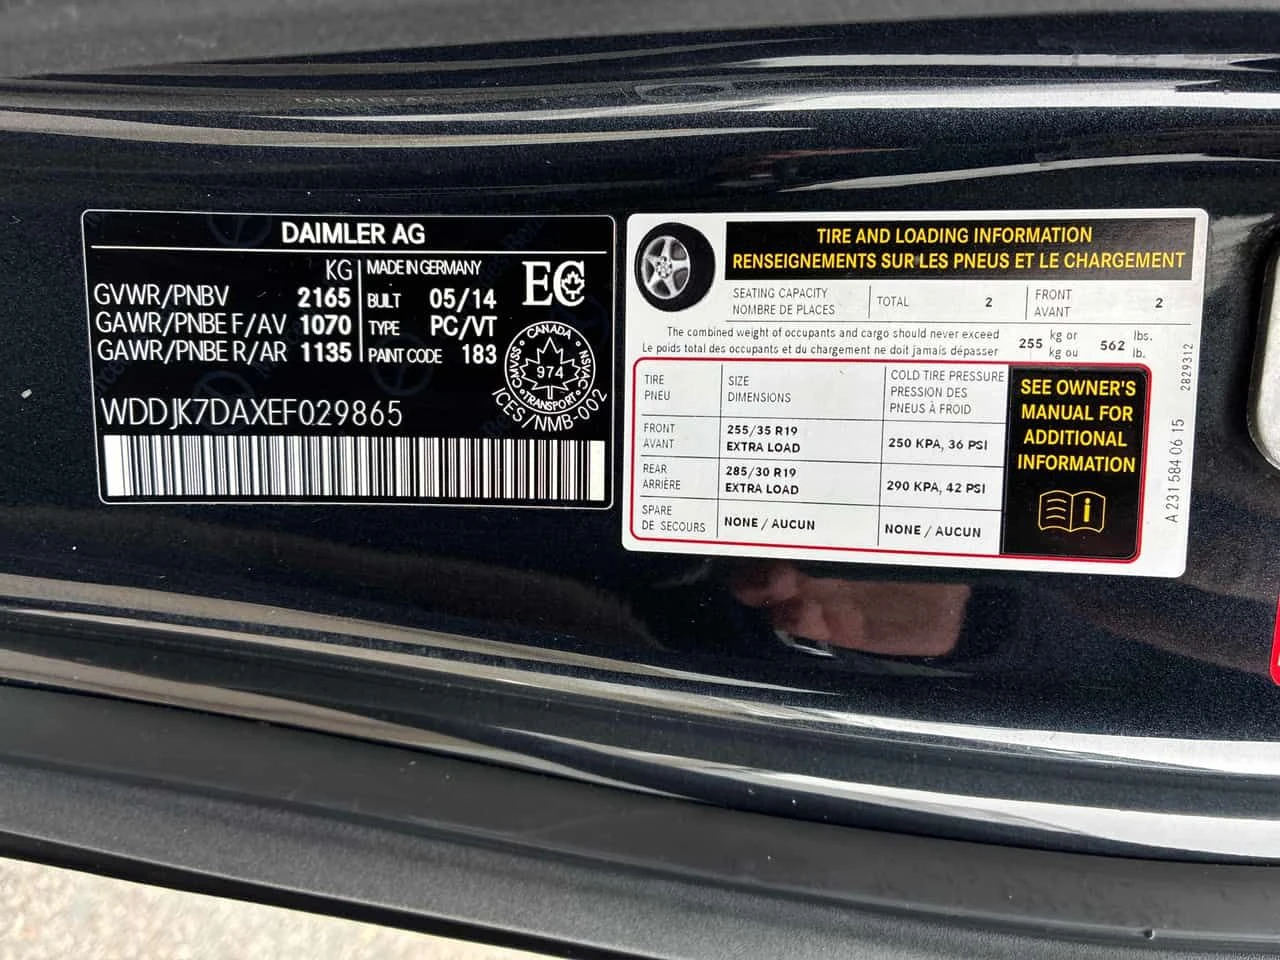 DAIMLER AG
KG
GVWR/PNBV 2165
GAWR/PNBE F/AV 1070
GAWR/PNBE R/AR 1135
MADE IN GERMANY
BUILT 05/14
TYPE PC/VT
PAINT CODE 183
EC
CANADA
CMVSS NSVAC
974
TRANSPORT
ICES/NMB-002
WDDJK7DAXEF029865
TIRE AND LOADING INFORMATION
RENSEIGNEMENTS SUR LES PNEUS ET LE CHARGEMENT
SEATING CAPACITY
NOMBRE DE PLACES
TOTAL 2
FRONT
AVANT
2
The combined weight of occupants and cargo should never exceed
Le poids total des occupants et du chargement ne doit jamais dépasser
255 kg or
kg ou
562 lbs.
lb.
TIRE
PNEU
SIZE
DIMENSIONS
COLD TIRE PRESSURE
PRESSION DES
PNEUS À FROID
FRONT
AVANT
255/35 R19
EXTRA LOAD
250 KPA, 36 PSI
REAR
ARRIÈRE
285/30 R19
EXTRA LOAD
290 KPA, 42 PSI
SPARE
DE SECOURS
NONE / AUCUN
NONE / AUCUN
SEE OWNER'S
MANUAL FOR
ADDITIONAL
INFORMATION
i
2829312
A 231 584 06 15